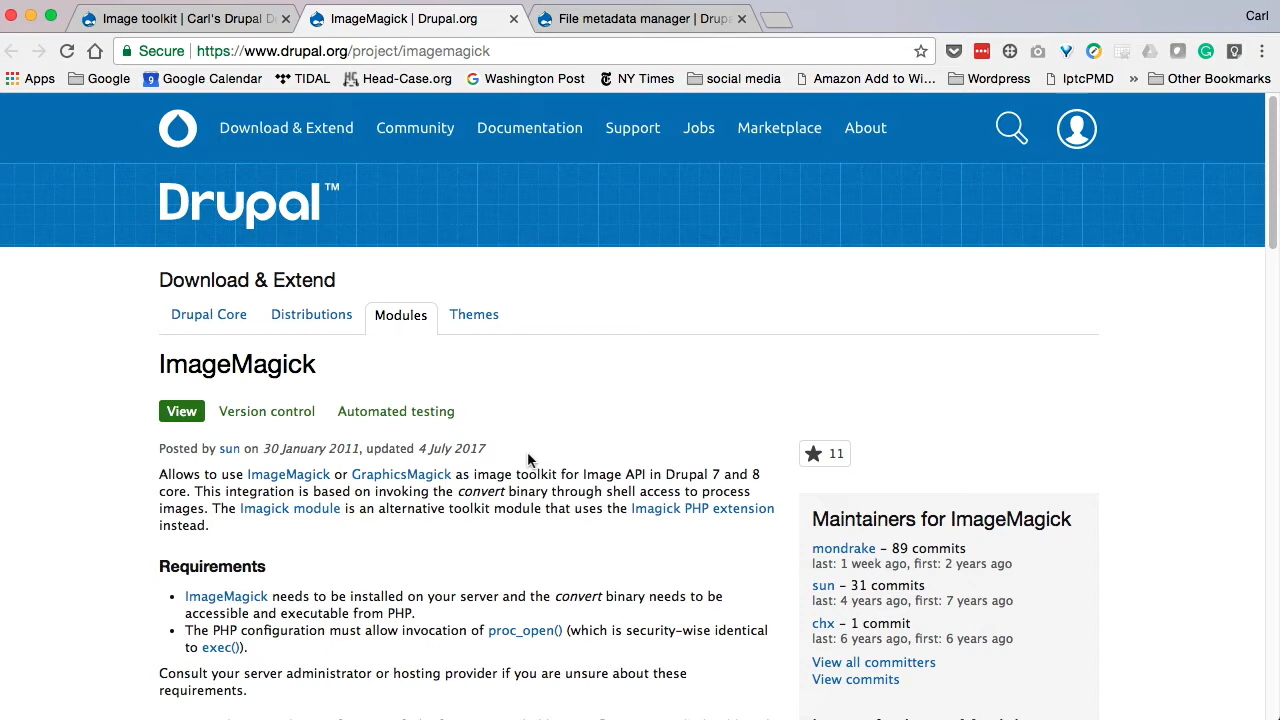 Image toolkit | Carl's Drupal D
ImageMagick | Drupal.org
File metadata manager | Drup
Carl
Secure
https://www.drupal.org/project/imagemagick
Apps
Google
Google Calendar
TIDAL
Head-Case.org
Washington Post
NY Times
social media
Amazon Add to Wi...
Wordpress
IptcPMD
»
Other Bookmarks
Download & Extend
Community
Documentation
Support
Jobs
Marketplace
About
Drupal™
Download & Extend
Drupal Core
Distributions
Modules
Themes
ImageMagick
View
Version control
Automated testing
Posted by sun on 30 January 2011, updated 4 July 2017
Allows to use ImageMagick or GraphicsMagick as image toolkit for Image API in Drupal 7 and 8
core. This integration is based on invoking the convert binary through shell access to process
images. The Imagick module is an alternative toolkit module that uses the Imagick PHP extension
instead.
Requirements
• ImageMagick needs to be installed on your server and the convert binary needs to be
accessible and executable from PHP.
• The PHP configuration must allow invocation of proc_open() (which is security-wise identical
to exec()).
Consult your server administrator or hosting provider if you are unsure about these
requirements.
11
Maintainers for ImageMagick
mondrake – 89 commits
last: 1 week ago, first: 2 years ago
sun – 31 commits
last: 4 years ago, first: 7 years ago
chx – 1 commit
last: 6 years ago, first: 6 years ago
View all committers
View commits